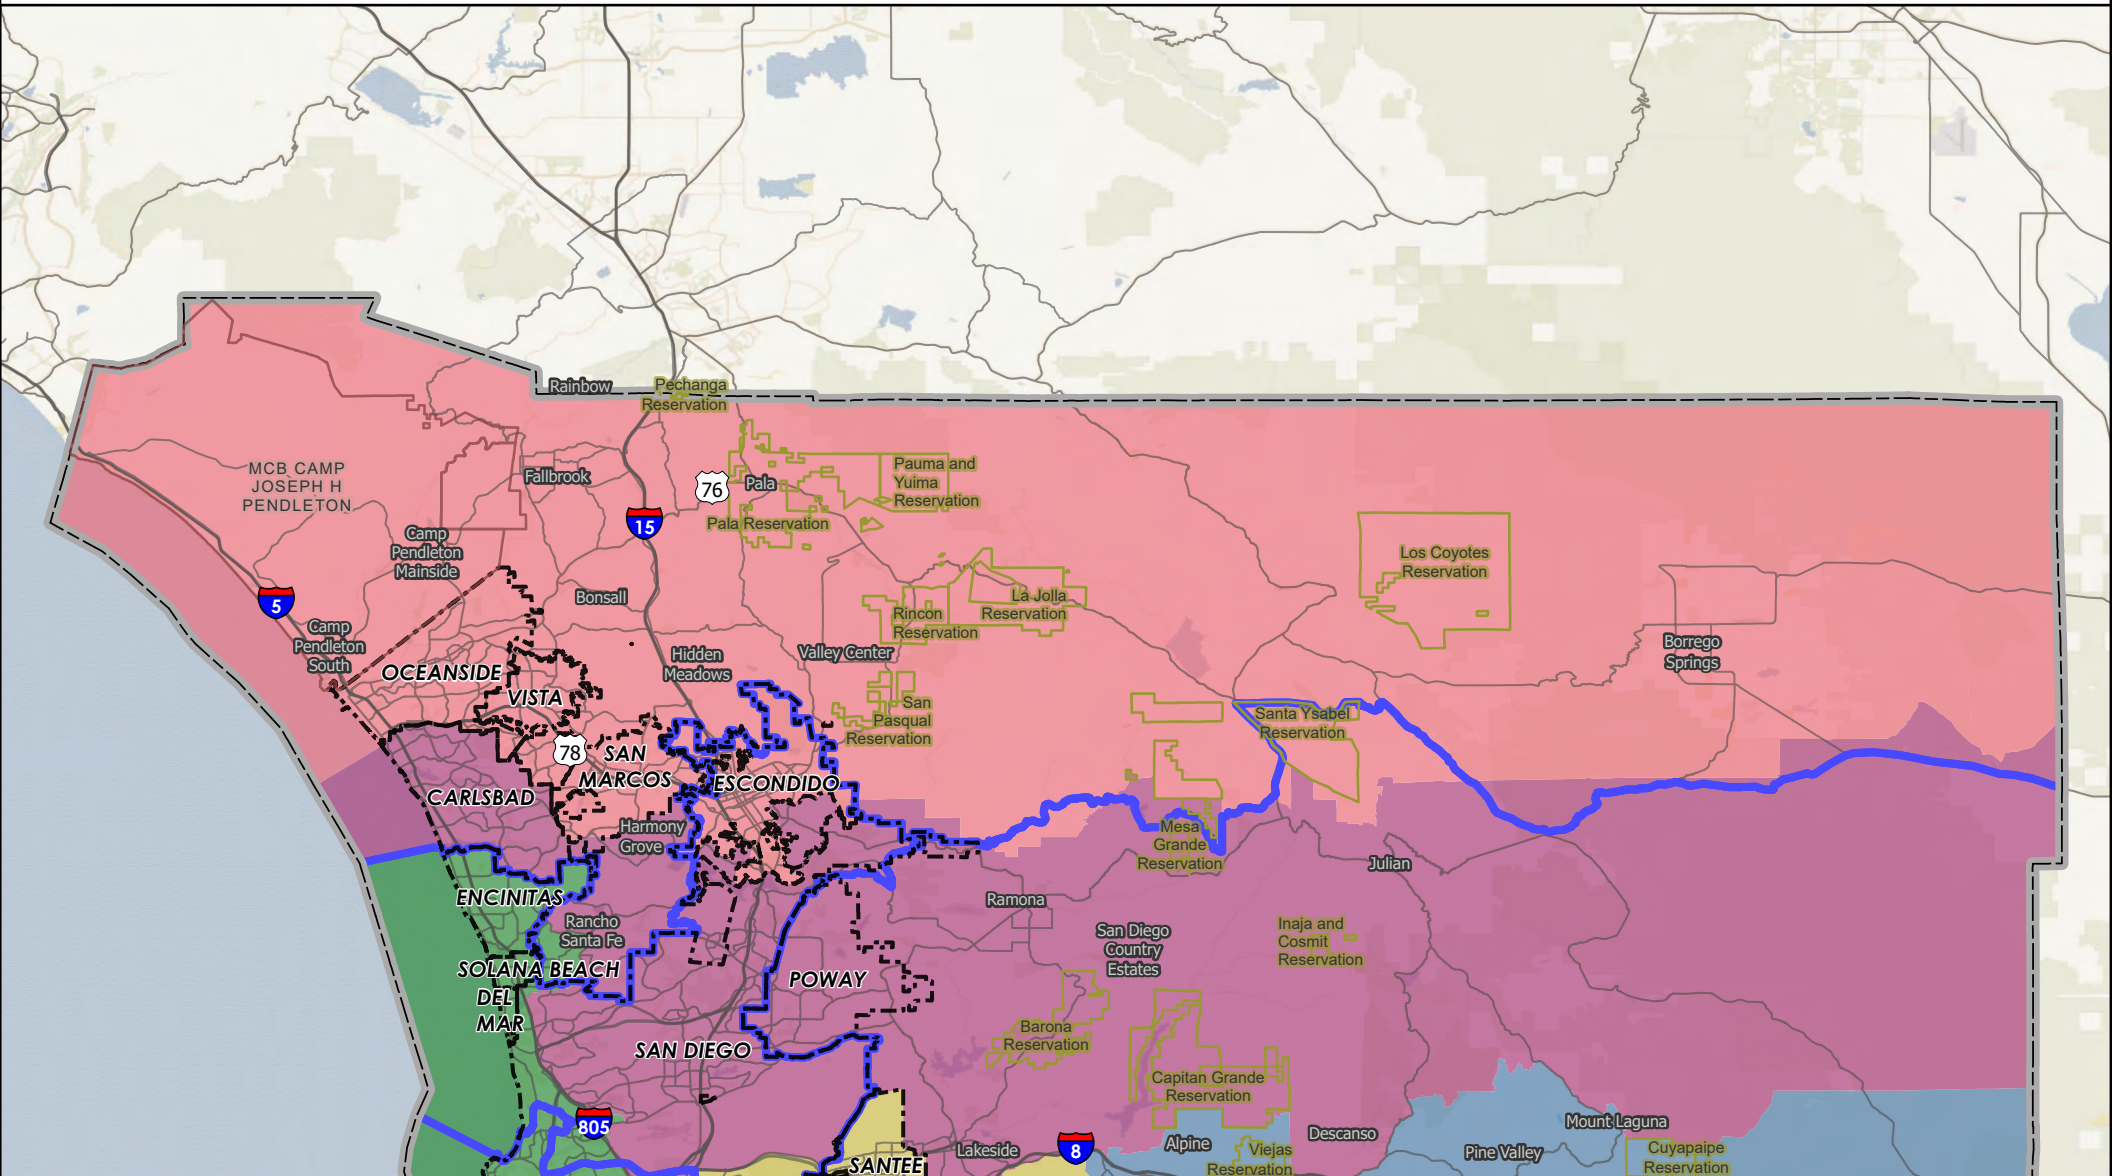 Rainbow
Pechanga
Reservation
MCB CAMP
JOSEPH H
PENDLETON
Fallbrook
76
Pala
Pauma and
Yuima
Reservation
15
Pala Reservation
Camp
Pendleton
Mainside
Los Coyotes
Reservation
5
Bonsall
La Jolla
Reservation
Rincon
Reservation
Camp
Pendleton
South
OCEANSIDE
VISTA
Hidden
Meadows
Valley Center
Borrego
Springs
San
Pasqual
Reservation
Santa Ysabel
Reservation
78
SAN
MARCOS
ESCONDIDO
CARLSBAD
Harmony
Grove
Mesa
Grande
Reservation
Julian
ENCINITAS
Rancho
Santa Fe
Ramona
San Diego
Country
Estates
Inaja and
Cosmit
Reservation
SOLANA BEACH
DEL
MAR
POWAY
SAN DIEGO
Barona
Reservation
Capitan Grande
Reservation
805
Mount Laguna
Alpine
Descanso
Lakeside
8
Viejas
Reservation
Pine Valley
Cuyapaipe
Reservation
SANTEE